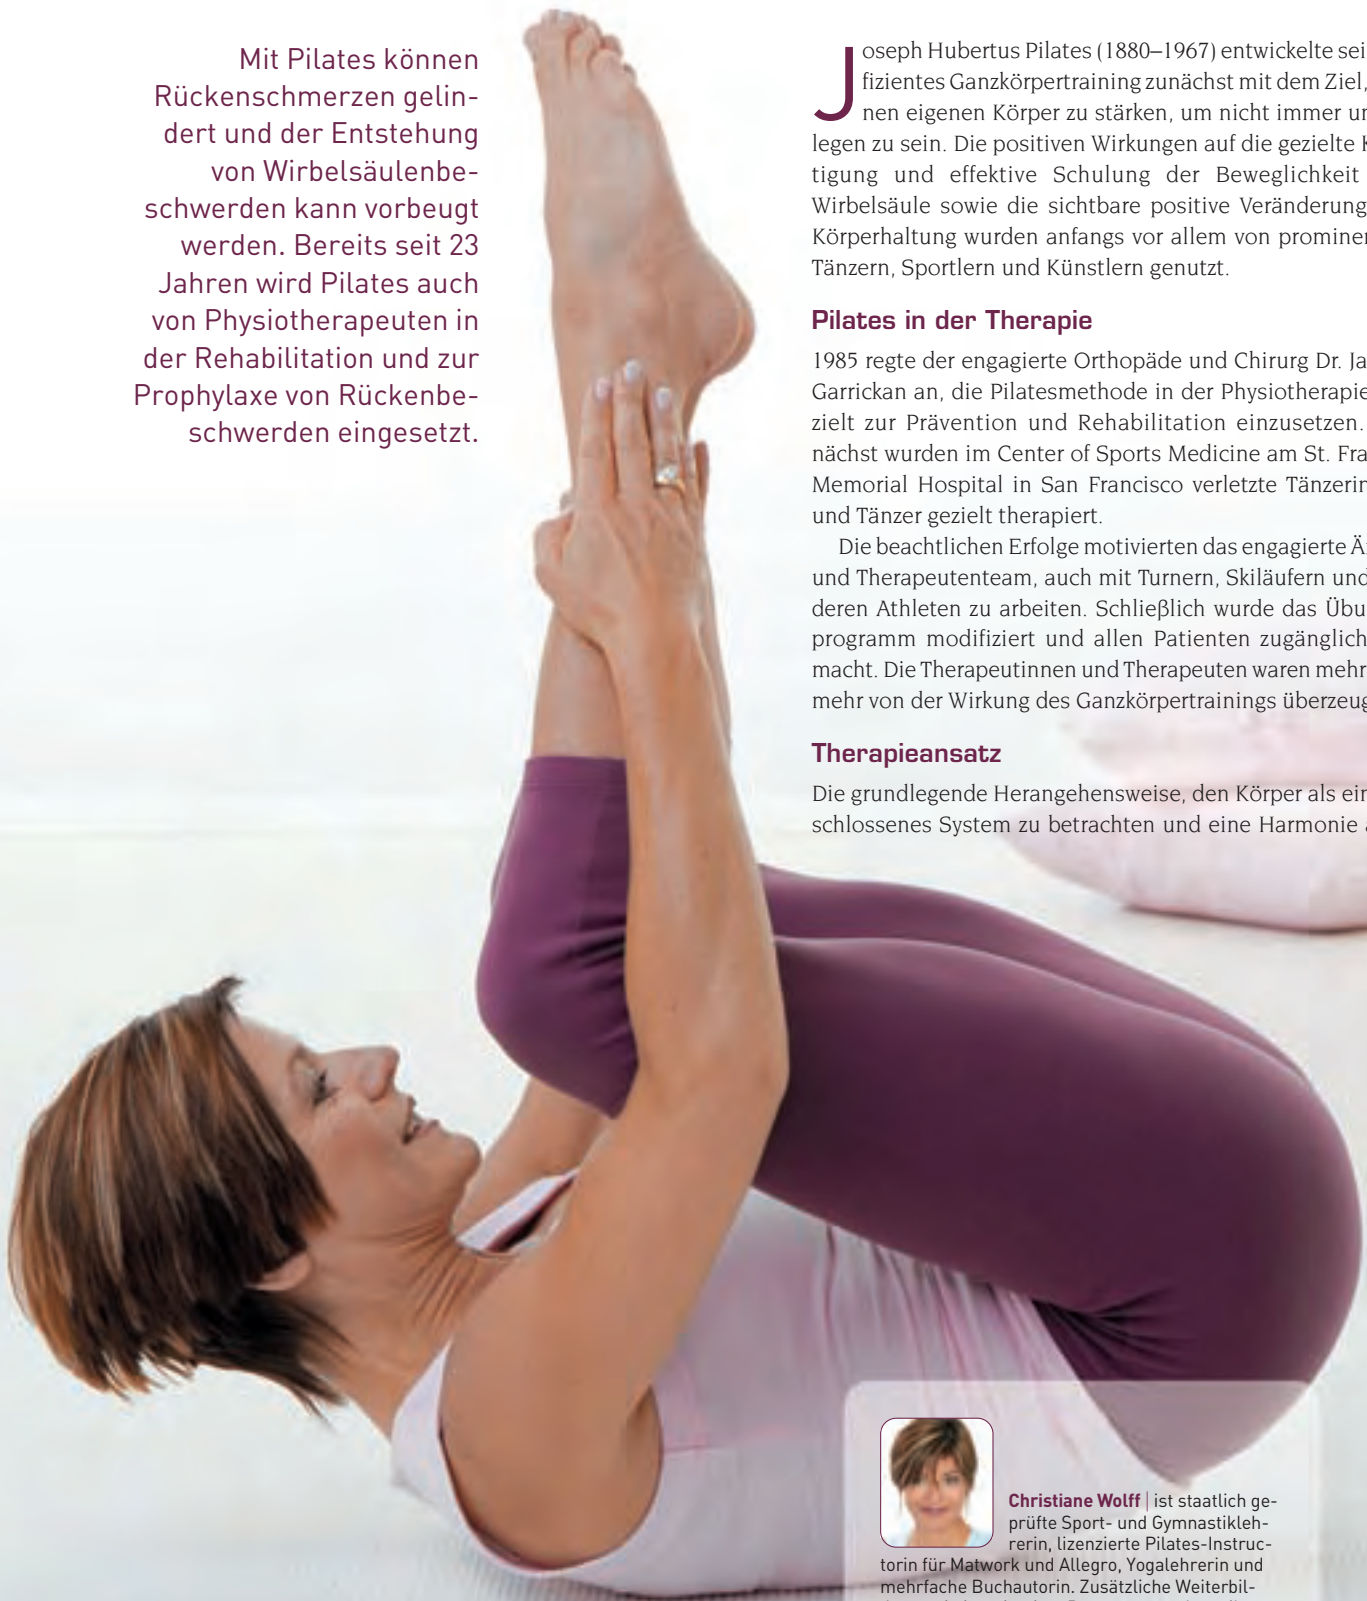 Mit Pilates können
Rückenschmerzen gelin-
dert und der Entstehung
von Wirbelsäulenbe-
schwerden kann vorbeugt
werden. Bereits seit 23
Jahren wird Pilates auch
von Physiotherapeuten in
der Rehabilitation und zur
Prophylaxe von Rückenbe-
schwerden eingesetzt.
Joseph Hubertus Pilates (1880–1967) entwickelte sei
fizientes Ganzkörpertraining zunächst mit dem Ziel,
nen eigenen Körper zu stärken, um nicht immer un
legen zu sein. Die positiven Wirkungen auf die gezielte K
tigung und effektive Schulung der Beweglichkeit
Wirbelsäule sowie die sichtbare positive Veränderung
Körperhaltung wurden anfangs vor allem von prominen
Tänzern, Sportlern und Künstlern genutzt.
Pilates in der Therapie
1985 regte der engagierte Orthopäde und Chirurg Dr. Ja
Garrickan an, die Pilatesmethode in der Physiotherapie
zielt zur Prävention und Rehabilitation einzusetzen.
nächst wurden im Center of Sports Medicine am St. Fra
Memorial Hospital in San Francisco verletzte Tänzerin
und Tänzer gezielt therapiert.
Die beachtlichen Erfolge motivierten das engagierte Ä
und Therapeutenteam, auch mit Turnern, Skiläufern und
deren Athleten zu arbeiten. Schließlich wurde das Übu
programm modifiziert und allen Patienten zugänglich
macht. Die Therapeutinnen und Therapeuten waren mehr
mehr von der Wirkung des Ganzkörpertrainings überzeug
Therapieansatz
Die grundlegende Herangehensweise, den Körper als ein
schlossenes System zu betrachten und eine Harmonie a
Christiane Wolff | ist staatlich ge-
prüfte Sport- und Gymnastikleh-
rerin, lizenzierte Pilates-Instruc-
torin für Matwork und Allegro, Yogalehrerin und
mehrfache Buchautorin. Zusätzliche Weiterbil-